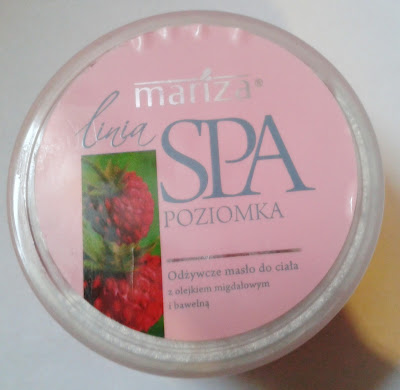 mariza®
linia
SPA
POZIOMKA
Odżywcze masło do ciała
z olejkiem migdałowym
i bawełną